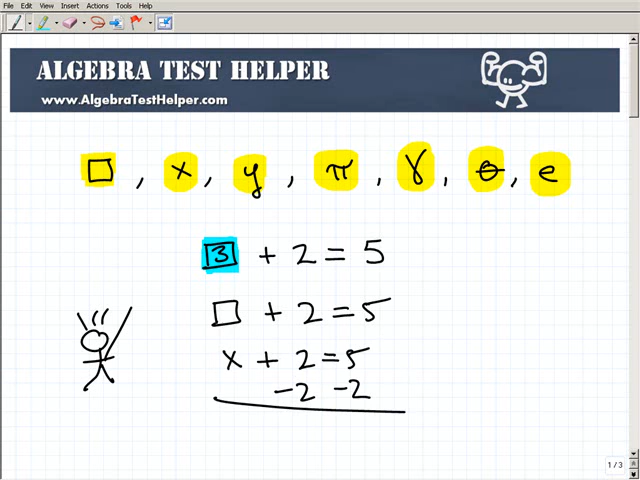 File Edit View Insert Actions Tools Help
ALGEBRA TEST HELPER
www.AlgebraTestHelper.com
□ , x , y , π , γ , θ , e
3 + 2 = 5
□ + 2 = 5
x + 2 = 5
-2 -2
1 / 3